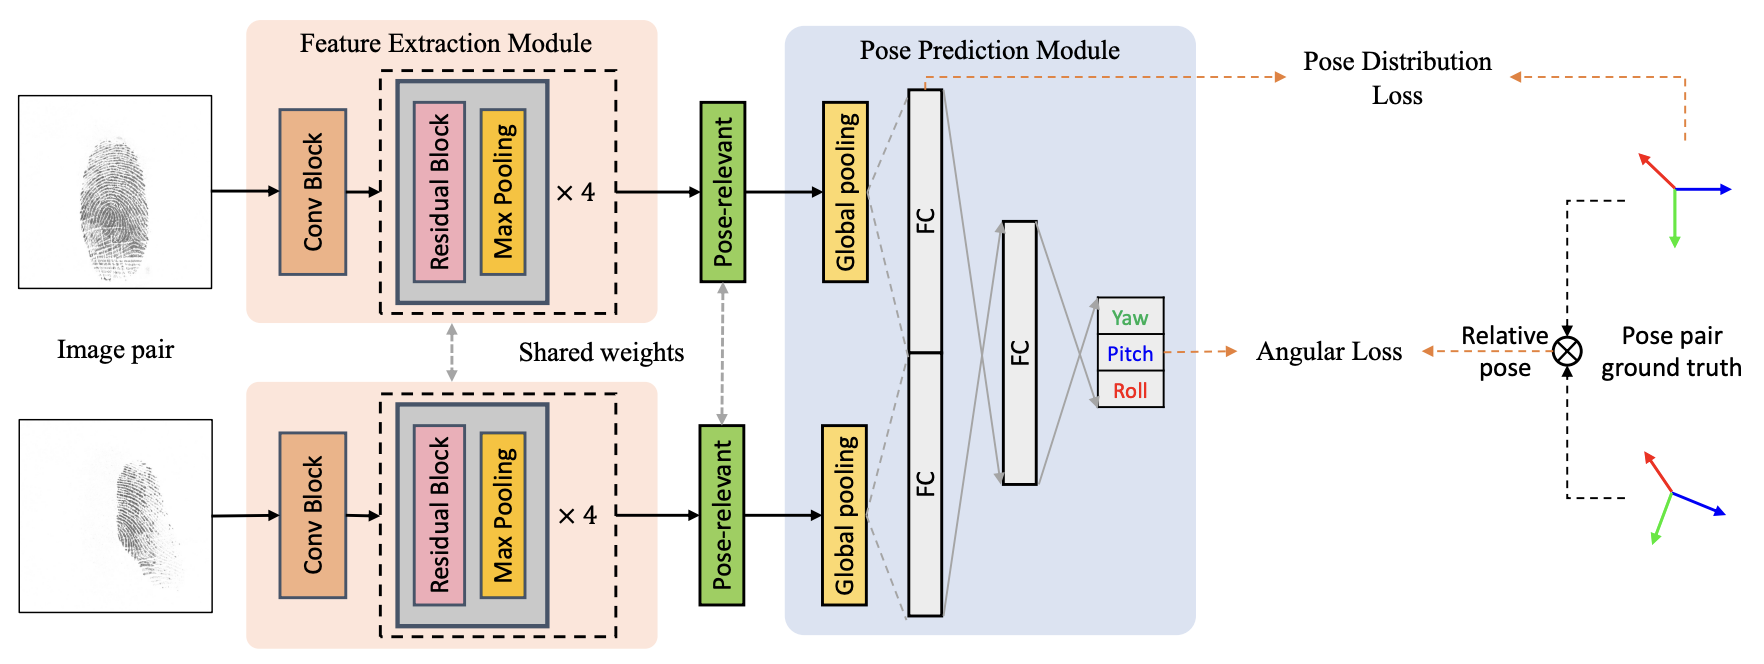 Feature Extraction Module
Pose Prediction Module
Pose Distribution
Loss
Conv Block
Residual Block
Max Pooling
× 4
Pose-relevant
Global pooling
FC
Image pair
Shared weights
FC
Yaw
Pitch
Roll
Angular Loss
Relative
pose
Pose pair
ground truth
Conv Block
Residual Block
Max Pooling
× 4
Pose-relevant
Global pooling
FC